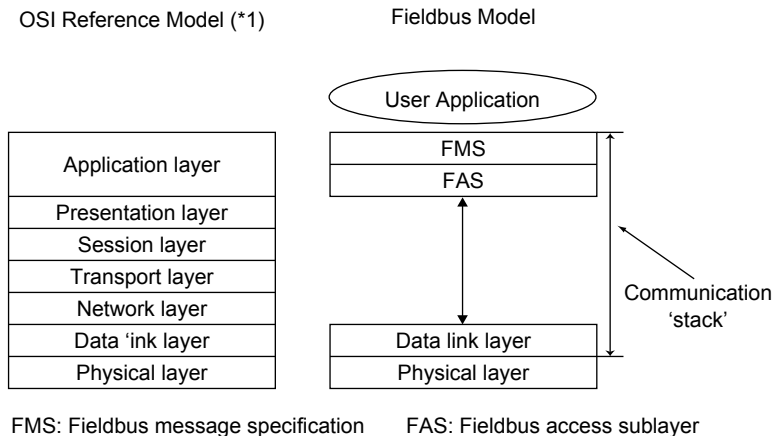 OSI Reference Model (*1)
Fieldbus Model
User Application
Application layer
Presentation layer
Session layer
Transport layer
Network layer
Data ‘ink layer
Physical layer
FMS
FAS
Data link layer
Physical layer
Communication
‘stack’
FMS: Fieldbus message specification
FAS: Fieldbus access sublayer